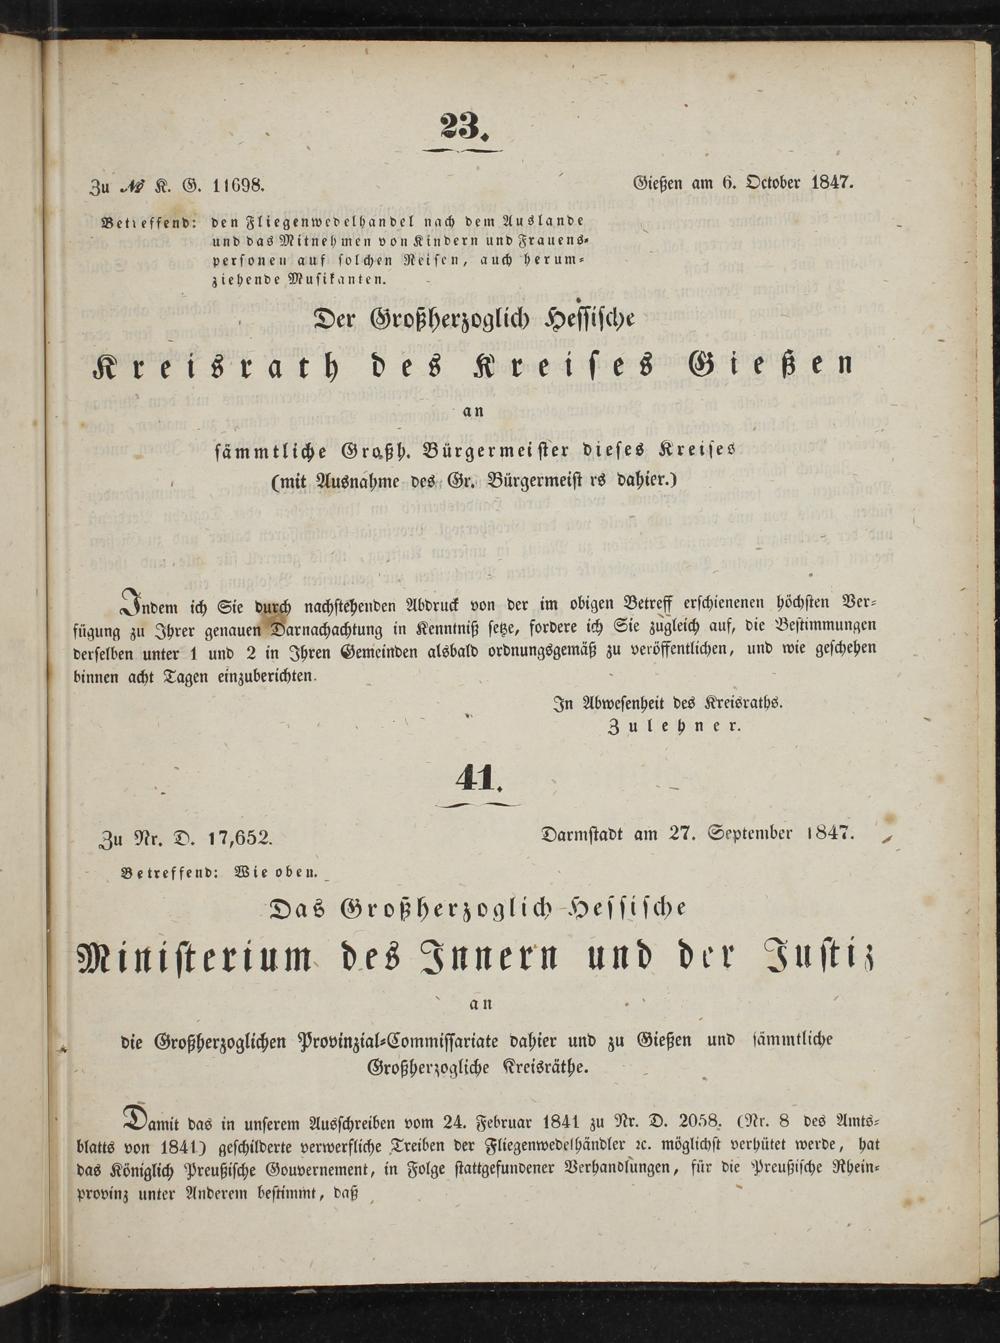 23.
Zu № K. G. 11698. Gießen am 6. October 1847.
Betreffend: den Fliegenwedelhandel nach dem Auslande
und das Mitnehmen von Kindern und Frauens-
personen auf solchen Reisen, auch herum-
ziehende Musikanten.
Der Großherzoglich Hessische
Kreisrath des Kreises Gießen
an
sämmtliche Großh. Bürgermeister dieses Kreises
(mit Ausnahme des Gr. Bürgermeist rs dahier.)
Indem ich Sie durch nachstehenden Abdruck von der im obigen Betreff erschienenen höchsten Ver-
fügung zu Ihrer genauen Darnachachtung in Kenntniß setze, fordere ich Sie zugleich auf, die Bestimmungen
derselben unter 1 und 2 in Ihren Gemeinden alsbald ordnungsgemäß zu veröffentlichen, und wie geschehen
binnen acht Tagen einzuberichten.
In Abwesenheit des Kreisraths.
Zulehner.
41.
Zu Nr. D. 17,652. Darmstadt am 27. September 1847.
Betreffend: Wie oben.
Das Großherzoglich Hessische
Ministerium des Innern und der Justiz
an
die Großherzoglichen Provinzial-Commissariate dahier und zu Gießen und sämmtliche
Großherzogliche Kreisräthe.
Damit das in unserem Ausschreiben vom 24. Februar 1841 zu Nr. D. 2058. (Nr. 8 des Amts-
blatts von 1841) geschilderte verwerfliche Treiben der Fliegenwedelhändler ꝛc. möglichst verhütet werde, hat
das Königlich Preußische Gouvernement, in Folge stattgefundener Verhandlungen, für die Preußische Rhein-
provinz unter Anderem bestimmt, daß